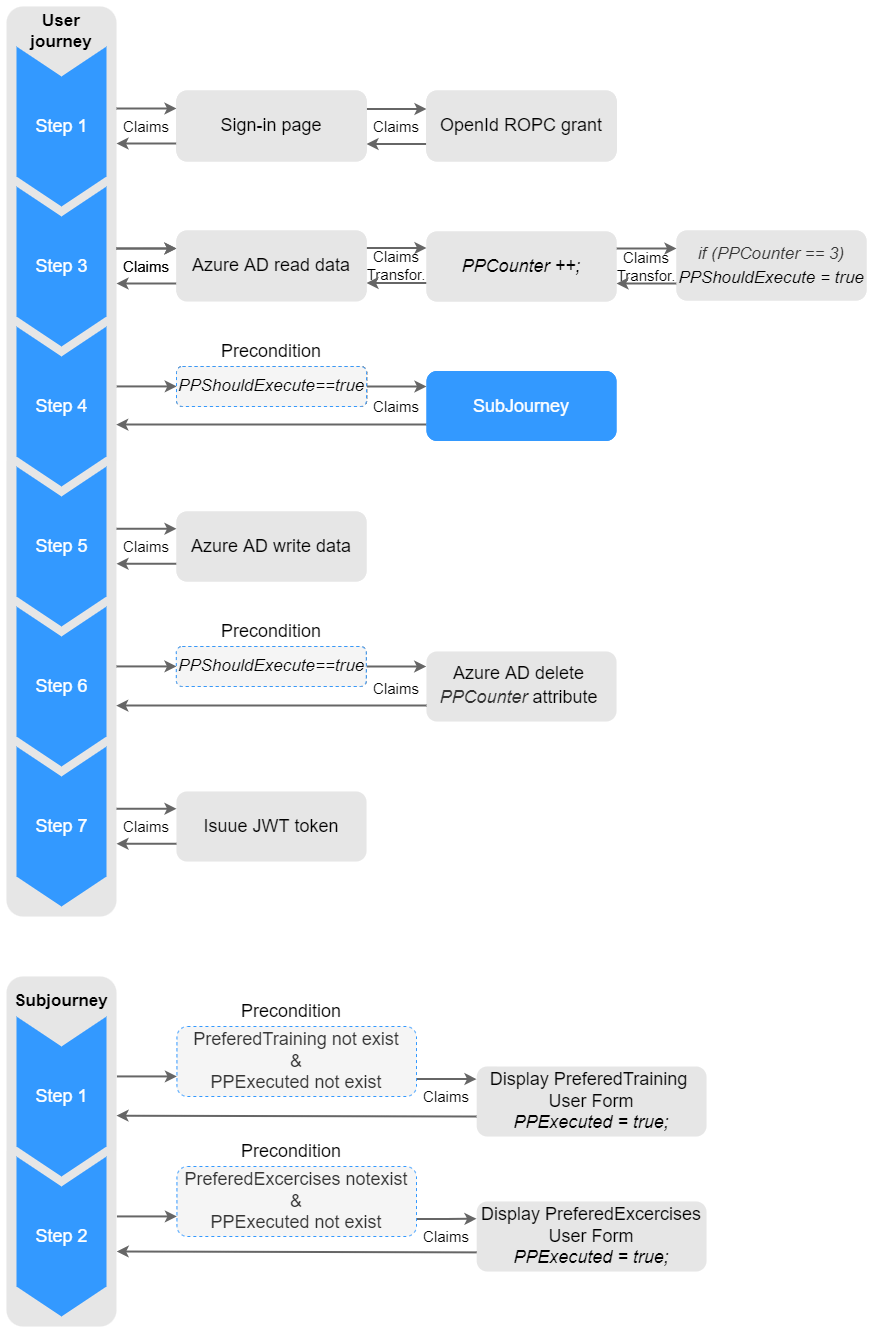 User
journey
Step 1
Claims
Sign-in page
Claims
OpenId ROPC grant
Step 3
Claims
Azure AD read data
Claims
Transfor.
PPCounter ++;
Claims
Transfor.
if (PPCounter == 3)
PPShouldExecute = true
Step 4
Precondition
PPShouldExecute==true
Claims
SubJourney
Step 5
Claims
Azure AD write data
Step 6
Precondition
PPShouldExecute==true
Claims
Azure AD delete
PPCounter attribute
Step 7
Claims
Isuue JWT token
Subjourney
Step 1
Precondition
PreferedTraining not exist
&
PPExecuted not exist
Claims
Display PreferedTraining
User Form
PPExecuted = true;
Step 2
Precondition
PreferedExcercises notexist
&
PPExecuted not exist
Claims
Display PreferedExcercises
User Form
PPExecuted = true;